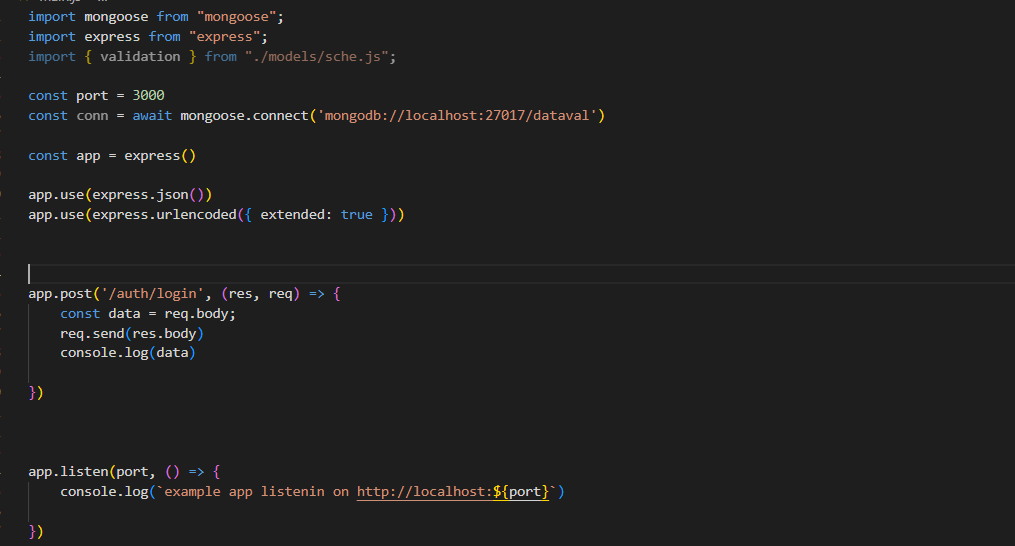 import mongoose from "mongoose";
import express from "express";
import { validation } from "./models/sche.js";
const port = 3000
const conn = await mongoose.connect('mongodb://localhost:27017/dataval')
const app = express()
app.use(express.json())
app.use(express.urlencoded({ extended: true }))
app.post('/auth/login', (res, req) => {
const data = req.body;
req.send(res.body)
console.log(data)
})
app.listen(port, () => {
console.log(`example app listenin on http://localhost:${port}`)
})